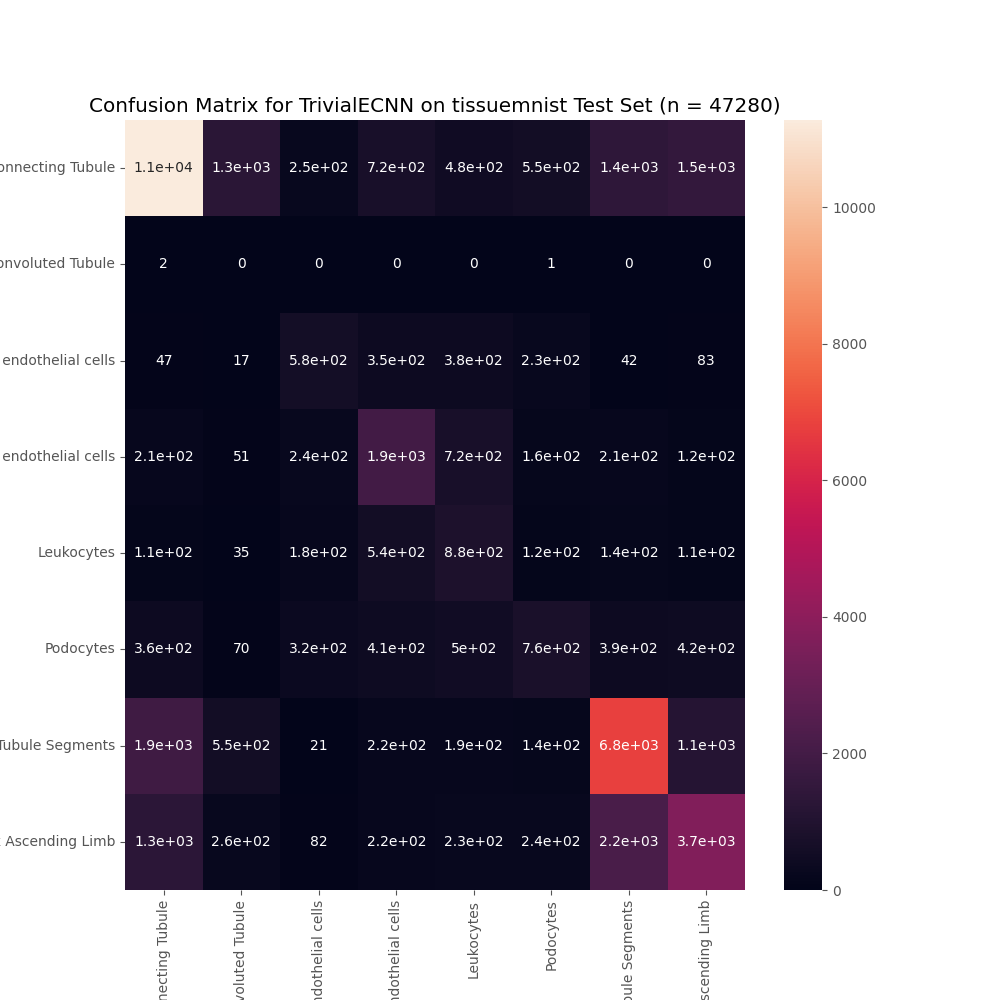 Confusion Matrix for TrivialECNN on tissuemnist Test Set (n = 47280)
onnecting Tubule 1.1e+04 1.3e+03 2.5e+02 7.2e+02 4.8e+02 5.5e+02 1.4e+03 1.5e+03
onvoluted Tubule 2 0 0 0 0 1 0 0
endothelial cells 47 17 5.8e+02 3.5e+02 3.8e+02 2.3e+02 42 83
endothelial cells 2.1e+02 51 2.4e+02 1.9e+03 7.2e+02 1.6e+02 2.1e+02 1.2e+02
Leukocytes 1.1e+02 35 1.8e+02 5.4e+02 8.8e+02 1.2e+02 1.4e+02 1.1e+02
Podocytes 3.6e+02 70 3.2e+02 4.1e+02 5e+02 7.6e+02 3.9e+02 4.2e+02
Tubule Segments 1.9e+03 5.5e+02 21 2.2e+02 1.9e+02 1.4e+02 6.8e+03 1.1e+03
Ascending Limb 1.3e+03 2.6e+02 82 2.2e+02 2.3e+02 2.4e+02 2.2e+03 3.7e+03
necting Tubule
voluted Tubule
ndothelial cells
ndothelial cells
Leukocytes
Podocytes
bule Segments
scending Limb
10000
8000
6000
4000
2000
0